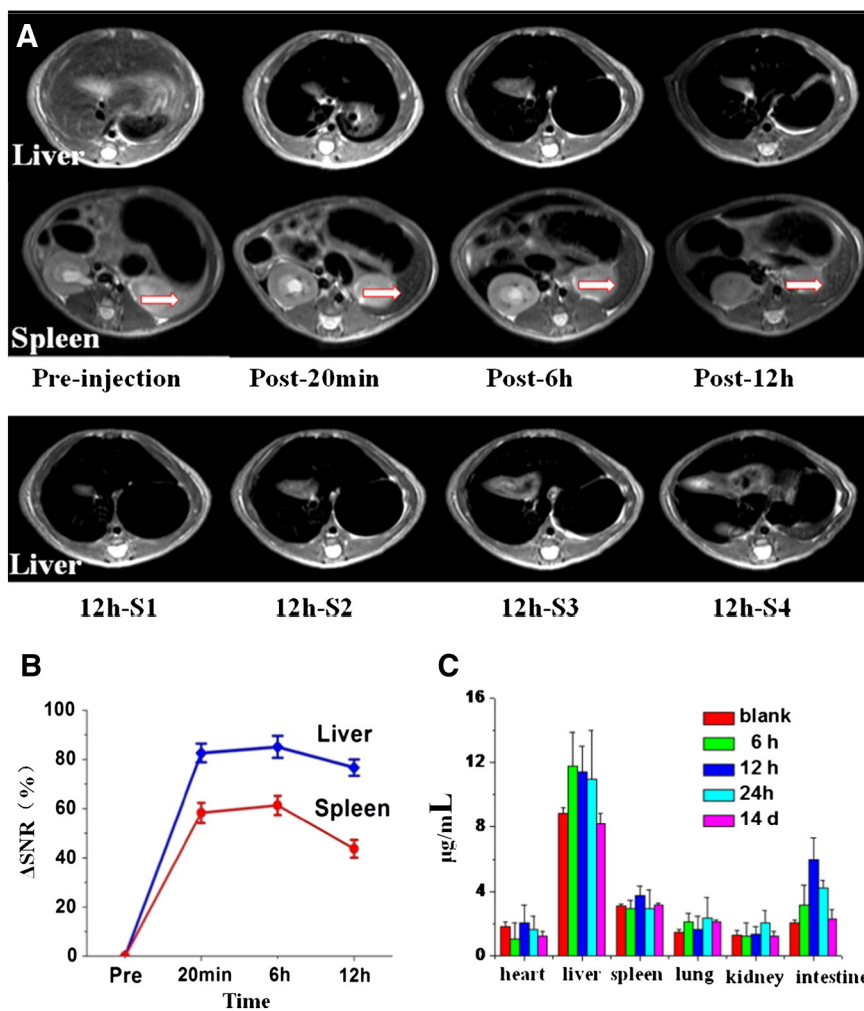 A
Liver
Spleen
Pre-injection Post-20min Post-6h Post-12h
Liver
12h-S1 12h-S2 12h-S3 12h-S4
B
100
80
60
40
20
0
ΔSNR（%）
Liver
Spleen
Pre 20min 6h 12h
Time
C
16
12
8
4
0
µg/mL
blank
6 h
12 h
24h
14 d
heart liver spleen lung kidney intestine